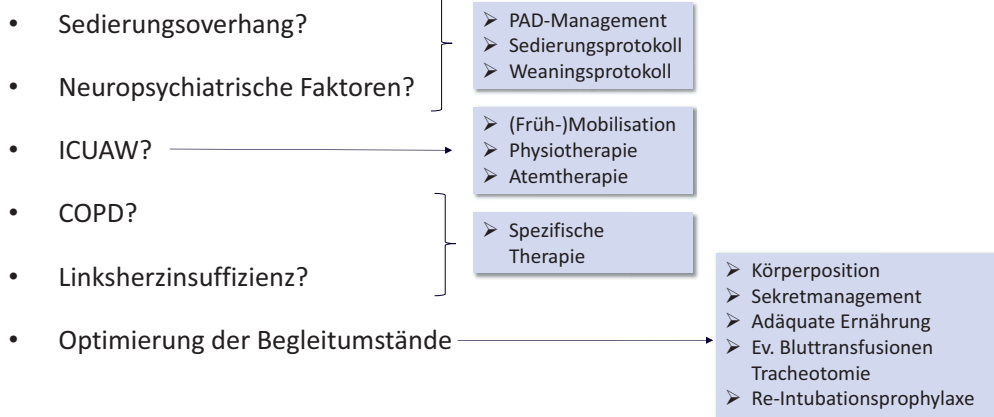 • Sedierungsoverhang?
• Neuropsychiatrische Faktoren?
➢ PAD-Management
➢ Sedierungsprotokoll
➢ Weaningsprotokoll
• ICUAW?
➢ (Früh-)Mobilisation
➢ Physiotherapie
➢ Atemtherapie
• COPD?
• Linksherzinsuffizienz?
➢ Spezifische
Therapie
• Optimierung der Begleitumstände
➢ Körperposition
➢ Sekretmanagement
➢ Adäquate Ernährung
➢ Ev. Bluttransfusionen
Tracheotomie
➢ Re-Intubationsprophylaxe